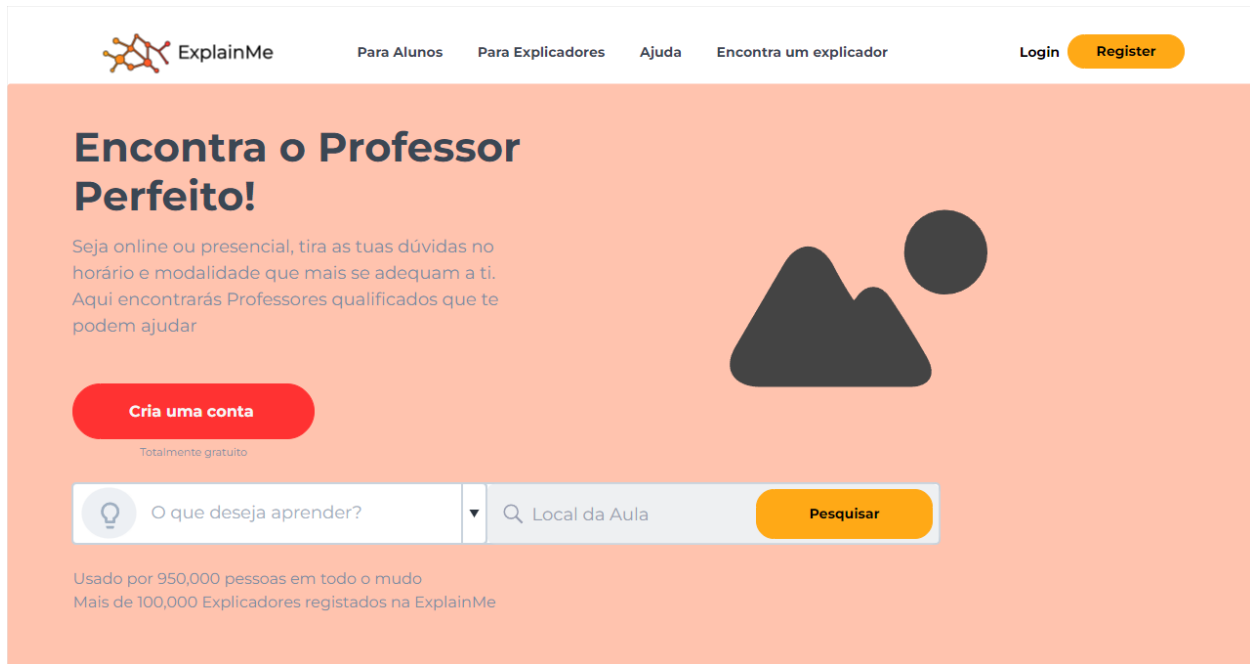 ExplainMe
Para Alunos
Para Explicadores
Ajuda
Encontra um explicador
Login
Register
Encontra o Professor
Perfeito!
Seja online ou presencial, tira as tuas dúvidas no
horário e modalidade que mais se adequam a ti.
Aqui encontrarás Professores qualificados que te
podem ajudar
Cria uma conta
Totalmente gratuito
O que deseja aprender?
Local da Aula
Pesquisar
Usado por 950,000 pessoas em todo o mudo
Mais de 100,000 Explicadores registados na ExplainMe